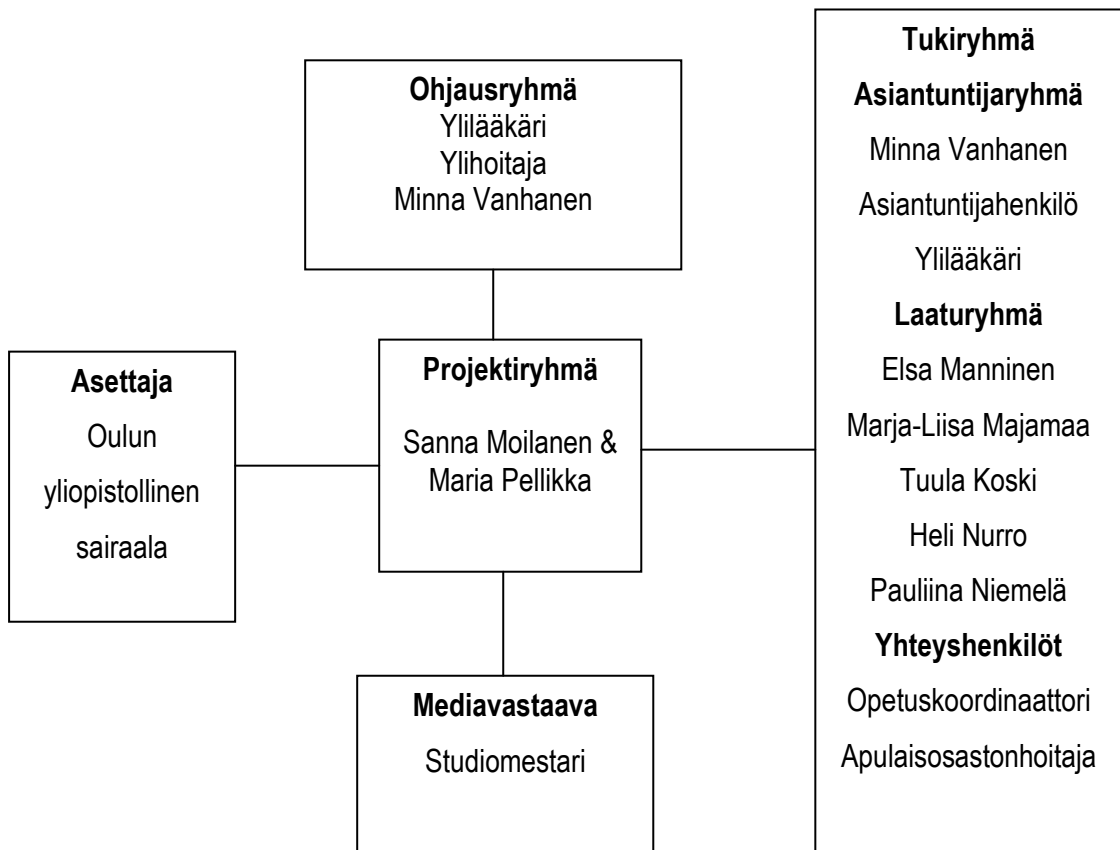 Ohjausryhmä
Ylilääkäri
Ylihoitaja
Minna Vanhanen
Asettaja
Oulun
yliopistollinen
sairaala
Projektiryhmä
Sanna Moilanen &
Maria Pellikka
Mediavastaava
Studiomestari
Tukiryhmä
Asiantuntijaryhmä
Minna Vanhanen
Asiantuntijahenkilö
Ylilääkäri
Laaturyhmä
Elsa Manninen
Marja-Liisa Majamaa
Tuula Koski
Heli Nurro
Pauliina Niemelä
Yhteyshenkilöt
Opetuskoordinaattori
Apulaisosastonhoitaja